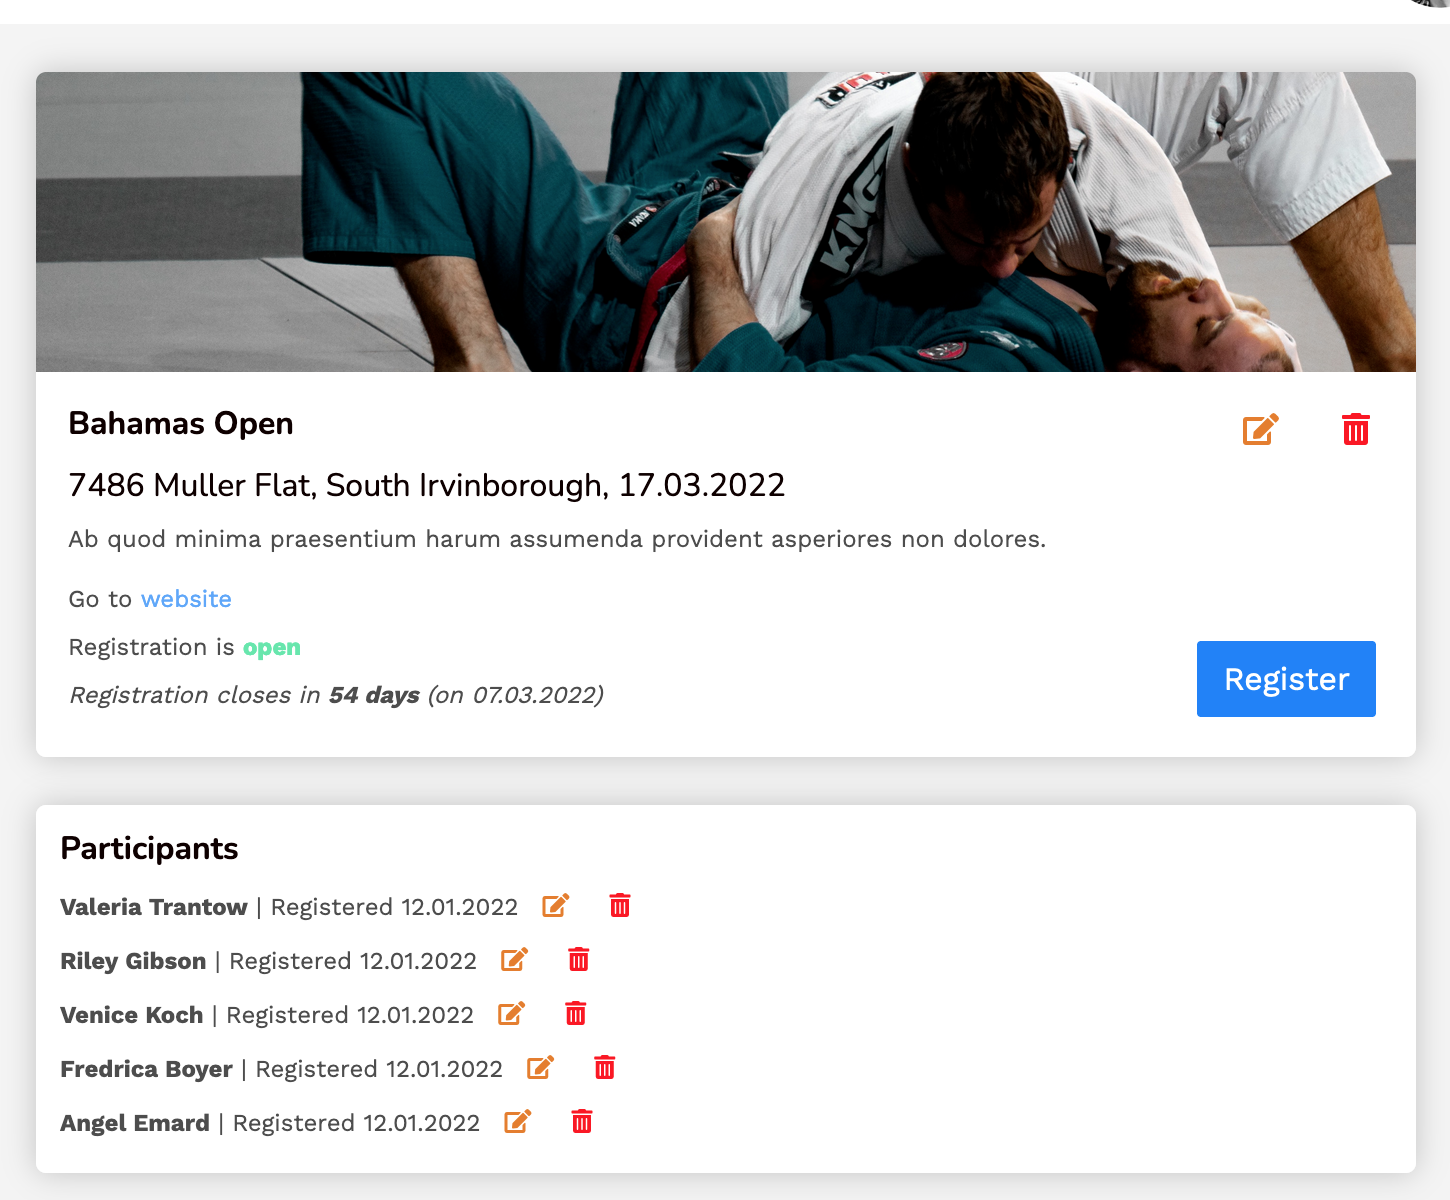 KINGZ
Bahamas Open
7486 Muller Flat, South Irvinborough, 17.03.2022
Ab quod minima praesentium harum assumenda provident asperiores non dolores.
Go to website
Registration is open
Registration closes in 54 days (on 07.03.2022)
Register
Participants
Valeria Trantow | Registered 12.01.2022
Riley Gibson | Registered 12.01.2022
Venice Koch | Registered 12.01.2022
Fredrica Boyer | Registered 12.01.2022
Angel Emard | Registered 12.01.2022